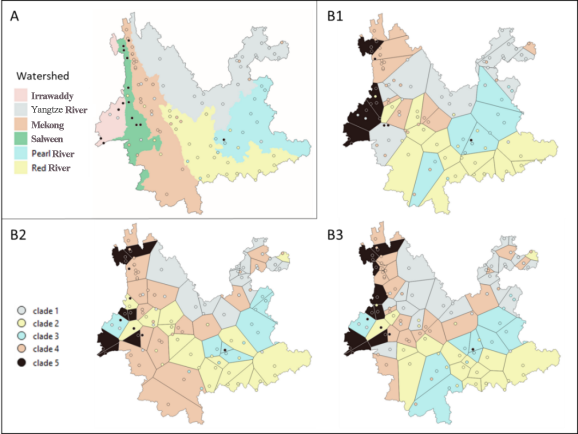 A
Watershed
Irrawaddy
Yangtze River
Mekong
Salween
Pearl River
Red River
B1
B2
clade 1
clade 2
clade 3
clade 4
clade 5
B3